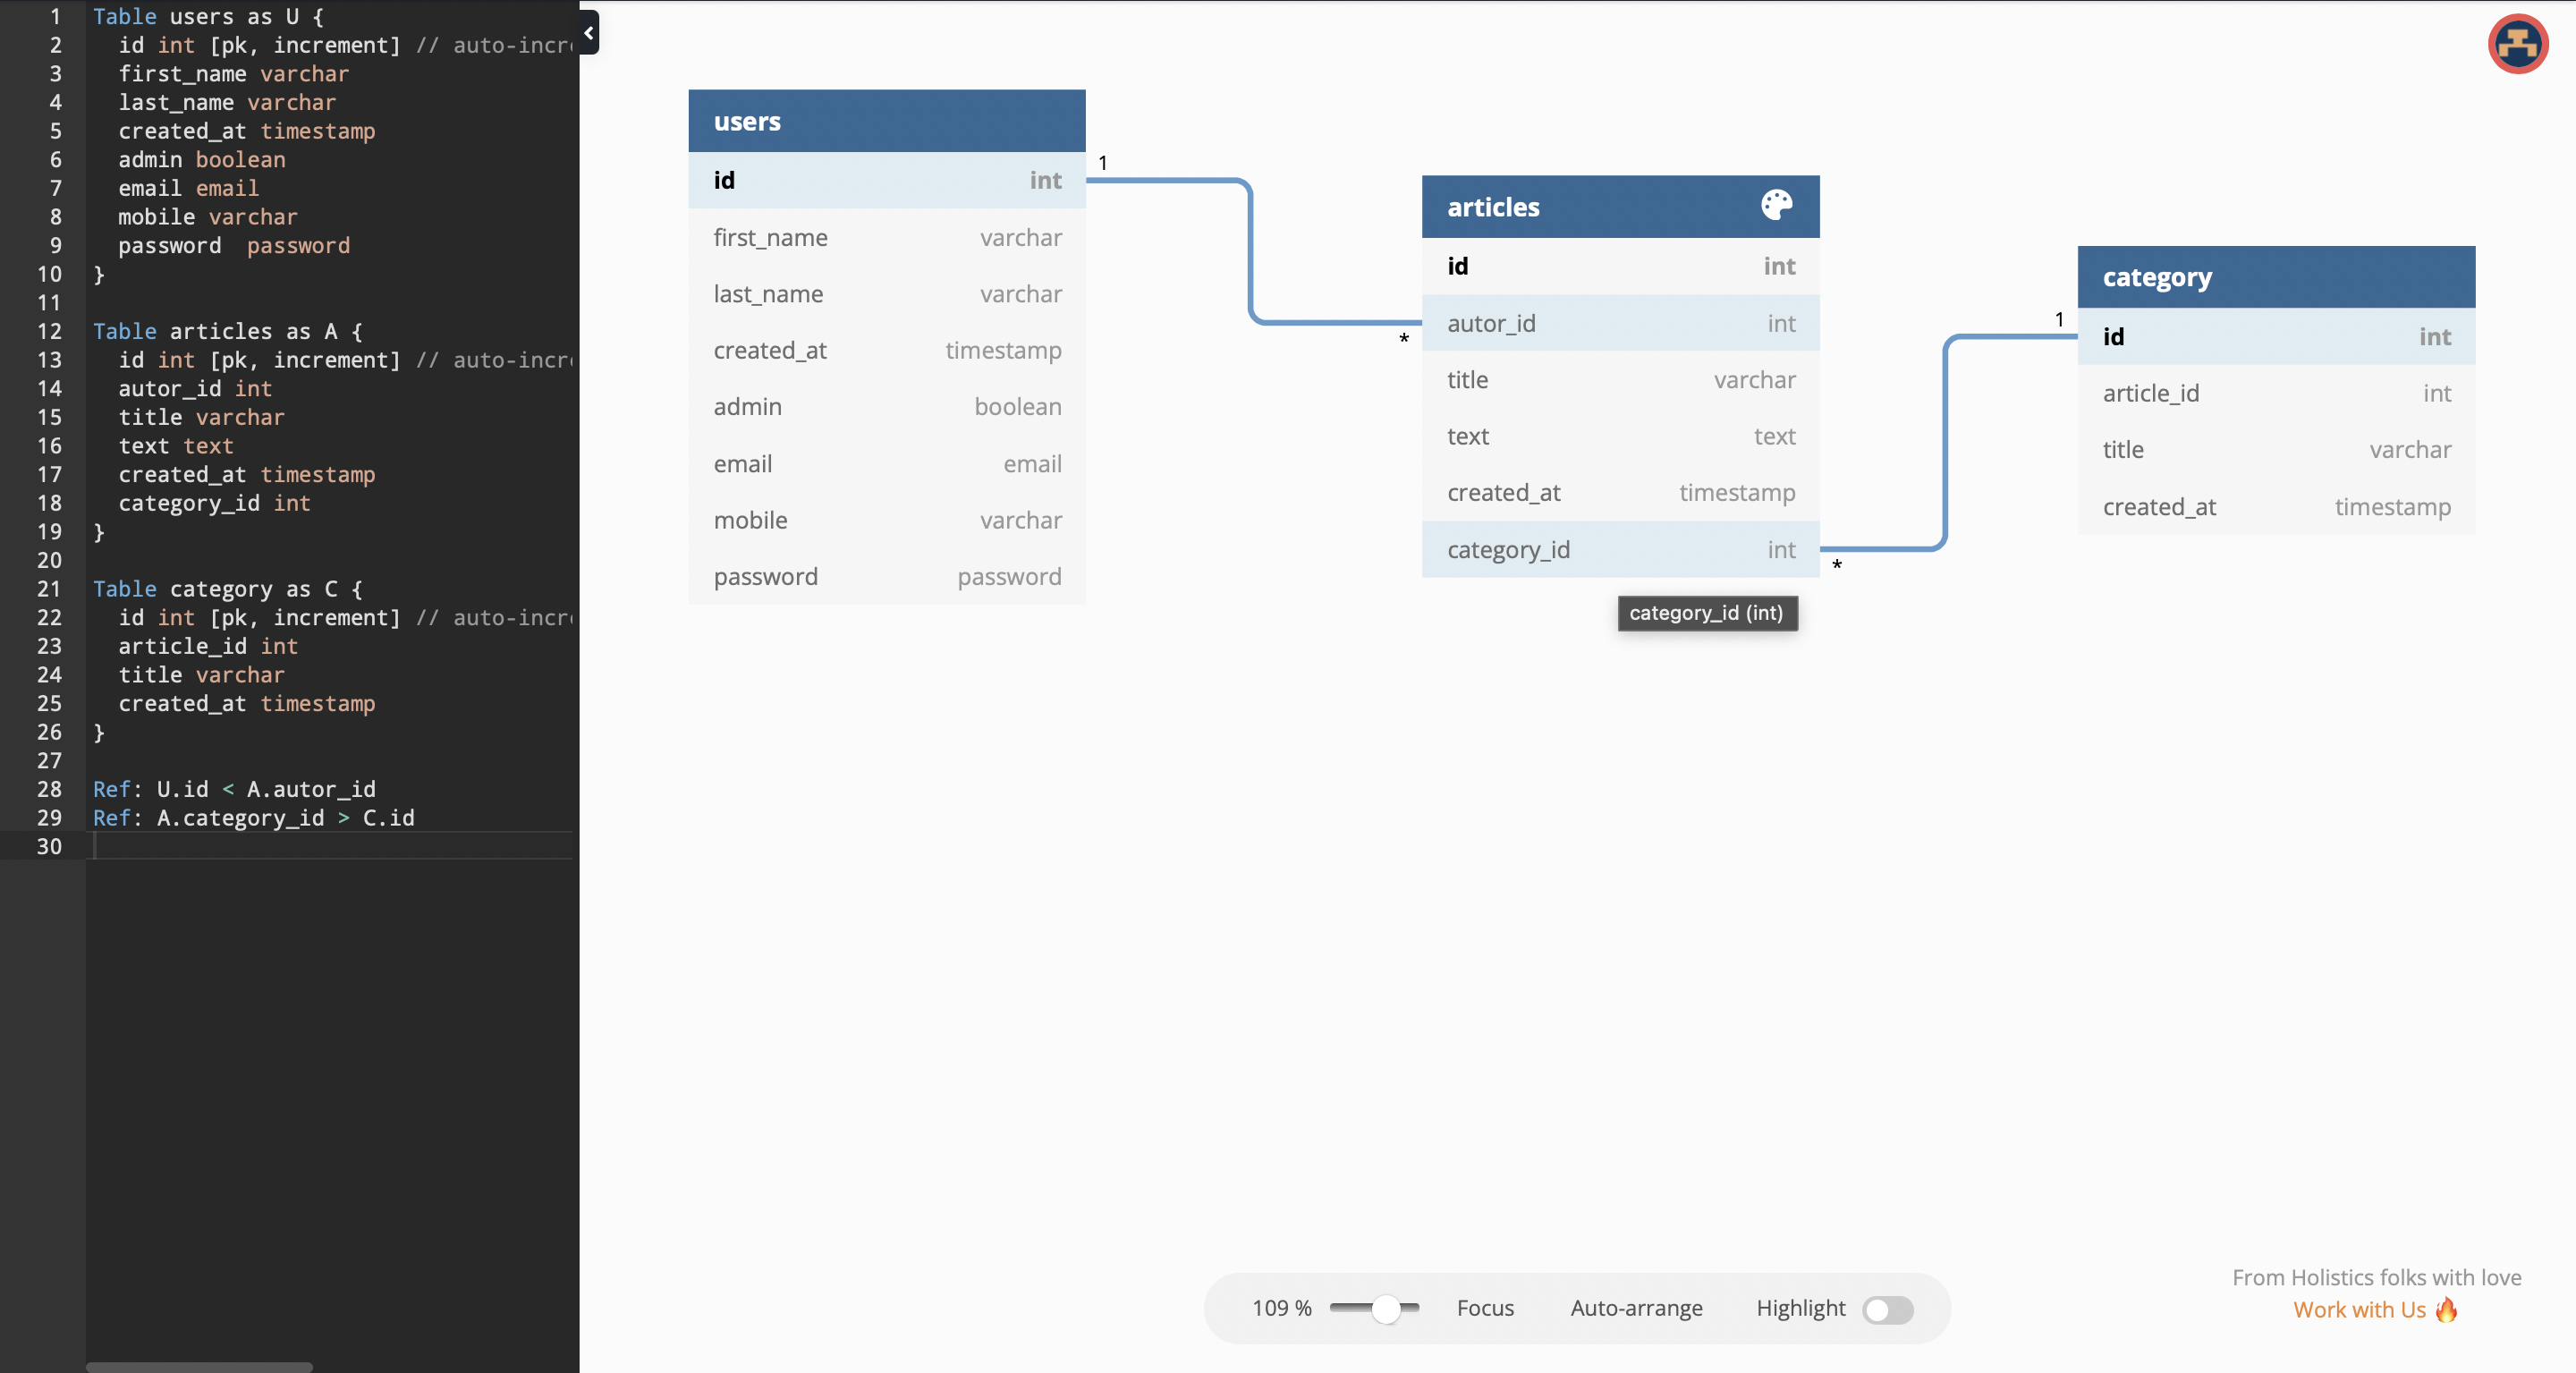 1 Table users as U {
2 id int [pk, increment] // auto-incr
3 first_name varchar
4 last_name varchar
5 created_at timestamp
6 admin boolean
7 email email
8 mobile varchar
9 password  password
10 }
11
12 Table articles as A {
13 id int [pk, increment] // auto-incr
14 autor_id int
15 title varchar
16 text text
17 created_at timestamp
18 category_id int
19 }
20
21 Table category as C {
22 id int [pk, increment] // auto-incr
23 article_id int
24 title varchar
25 created_at timestamp
26 }
27
28 Ref: U.id < A.autor_id
29 Ref: A.category_id > C.id
30
users
id int
first_name varchar
last_name varchar
created_at timestamp
admin boolean
email email
mobile varchar
password password
1
*
articles
id int
autor_id int
title varchar
text text
created_at timestamp
category_id int
*
1
category_id (int)
category
id int
article_id int
title varchar
created_at timestamp
109 % Focus Auto-arrange Highlight
From Holistics folks with love
Work with Us 🔥